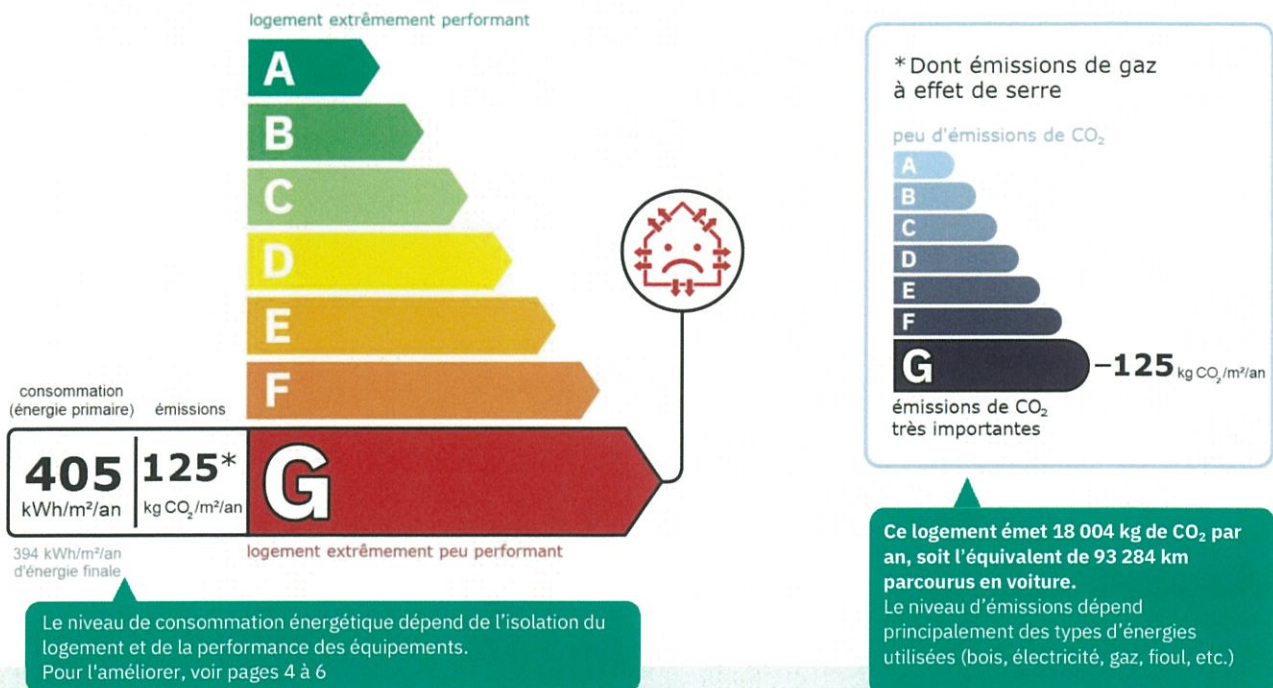 logement extrêmement performant
A
B
C
D
E
F
consommation
(énergie primaire)
émissions
405
kWh/m²/an
125*
kg CO₂/m²/an
G
394 kWh/m²/an
d'énergie finale
logement extrêmement peu performant
Le niveau de consommation énergétique dépend de l'isolation du
logement et de la performance des équipements.
Pour l'améliorer, voir pages 4 à 6
* Dont émissions de gaz
à effet de serre
peu d'émissions de CO₂
A
B
C
D
E
F
G
–125 kg CO₂/m²/an
émissions de CO₂
très importantes
Ce logement émet 18 004 kg de CO₂ par
an, soit l'équivalent de 93 284 km
parcourus en voiture.
Le niveau d'émissions dépend
principalement des types d'énergies
utilisées (bois, électricité, gaz, fioul, etc.)